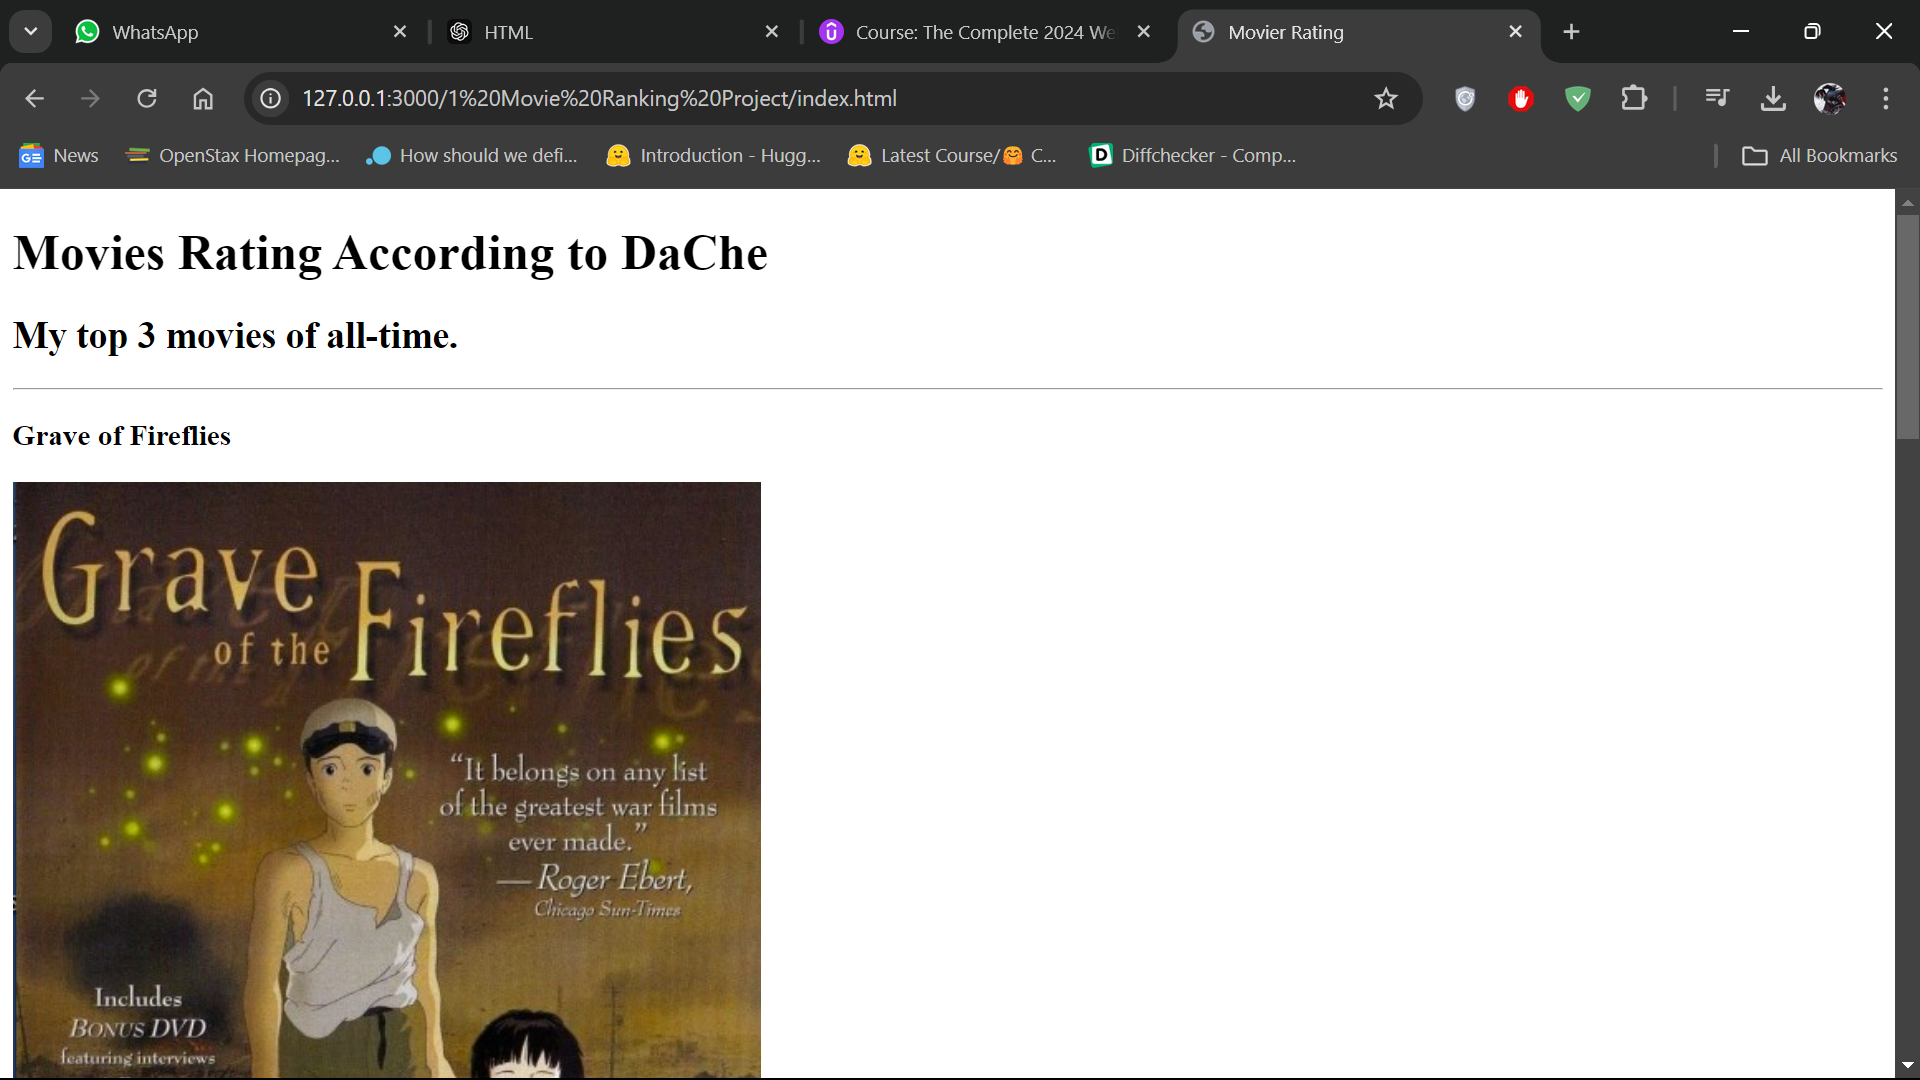 WhatsApp
HTML
Course: The Complete 2024 We
Movier Rating
127.0.0.1:3000/1%20Movie%20Ranking%20Project/index.html
News
OpenStax Homepag...
How should we defi...
Introduction - Hugg...
Latest Course/🤗 C...
Diffchecker - Comp...
All Bookmarks
Movies Rating According to DaChe
My top 3 movies of all-time.
Grave of Fireflies
Grave
of the Fireflies
“It belongs on any list
of the greatest war films
ever made.”
— Roger Ebert,
Chicago Sun-Times
Includes
BONUS DVD
featuring interviews